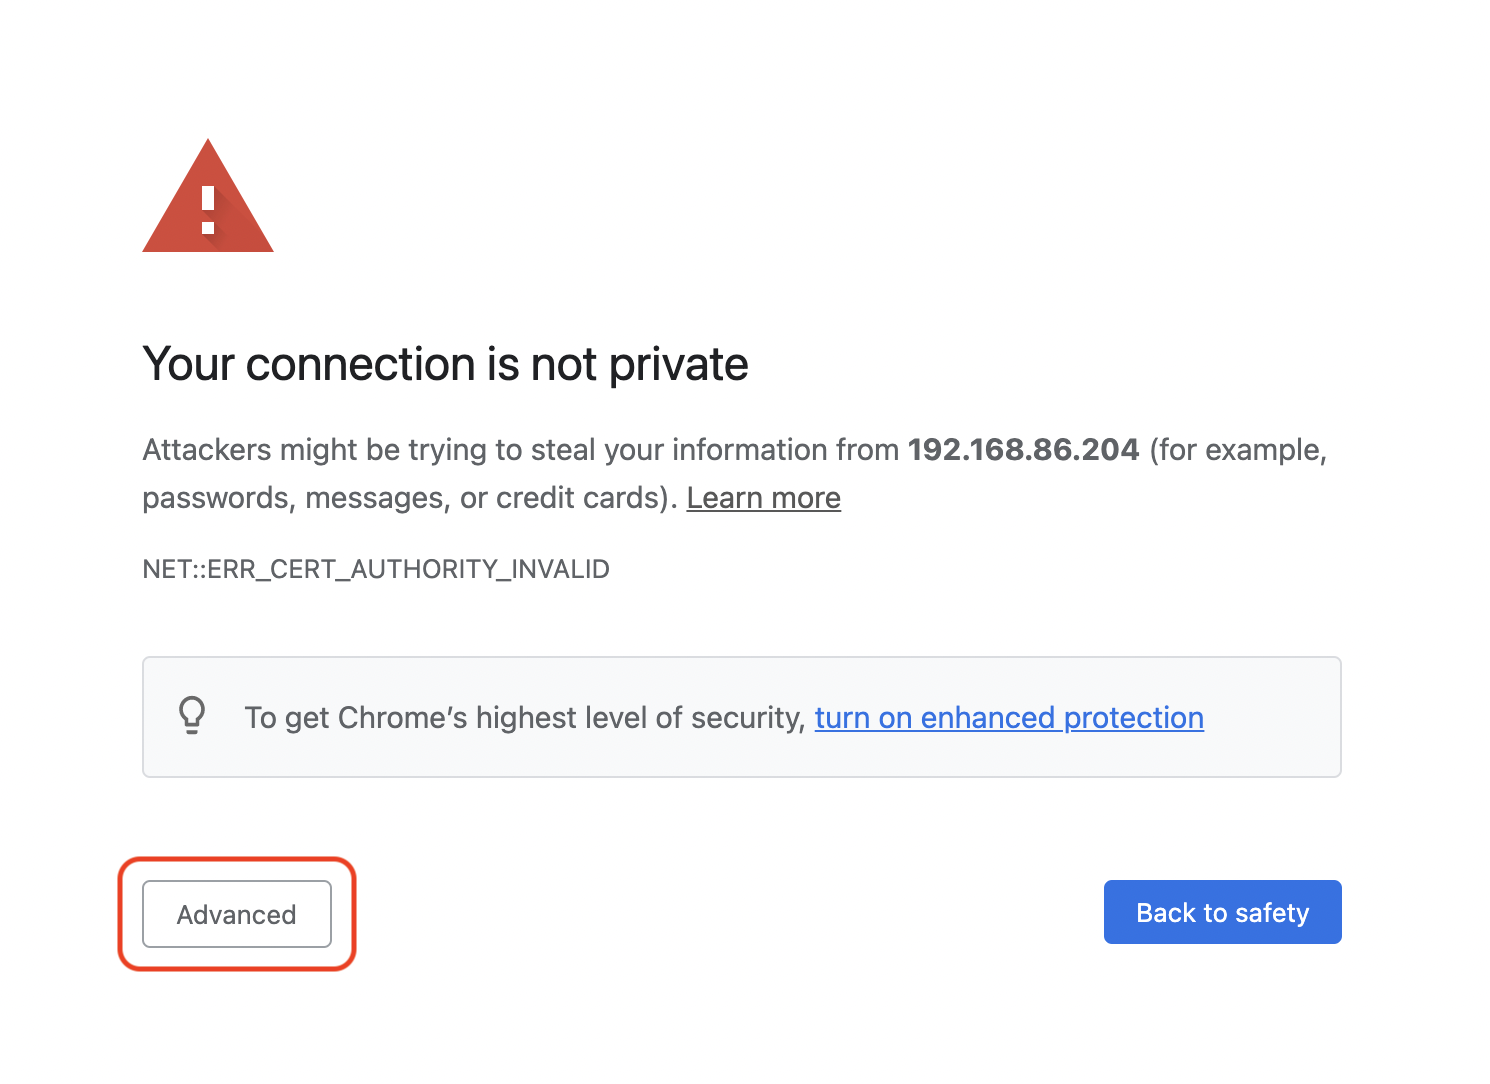 Your connection is not private
Attackers might be trying to steal your information from 192.168.86.204 (for example,
passwords, messages, or credit cards). Learn more
NET::ERR_CERT_AUTHORITY_INVALID
To get Chrome’s highest level of security, turn on enhanced protection
Advanced
Back to safety